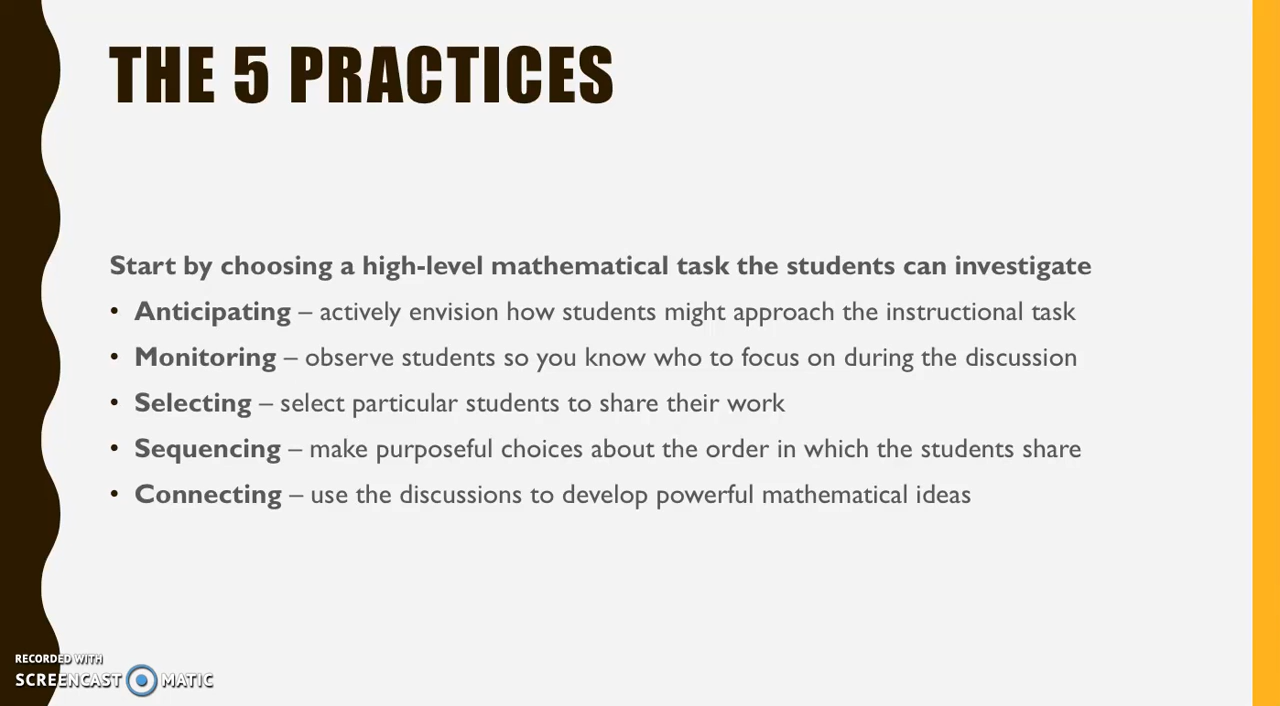 THE 5 PRACTICES
Start by choosing a high-level mathematical task the students can investigate
• Anticipating – actively envision how students might approach the instructional task
• Monitoring – observe students so you know who to focus on during the discussion
• Selecting – select particular students to share their work
• Sequencing – make purposeful choices about the order in which the students share
• Connecting – use the discussions to develop powerful mathematical ideas
RECORDED WITH
SCREENCAST MATIC